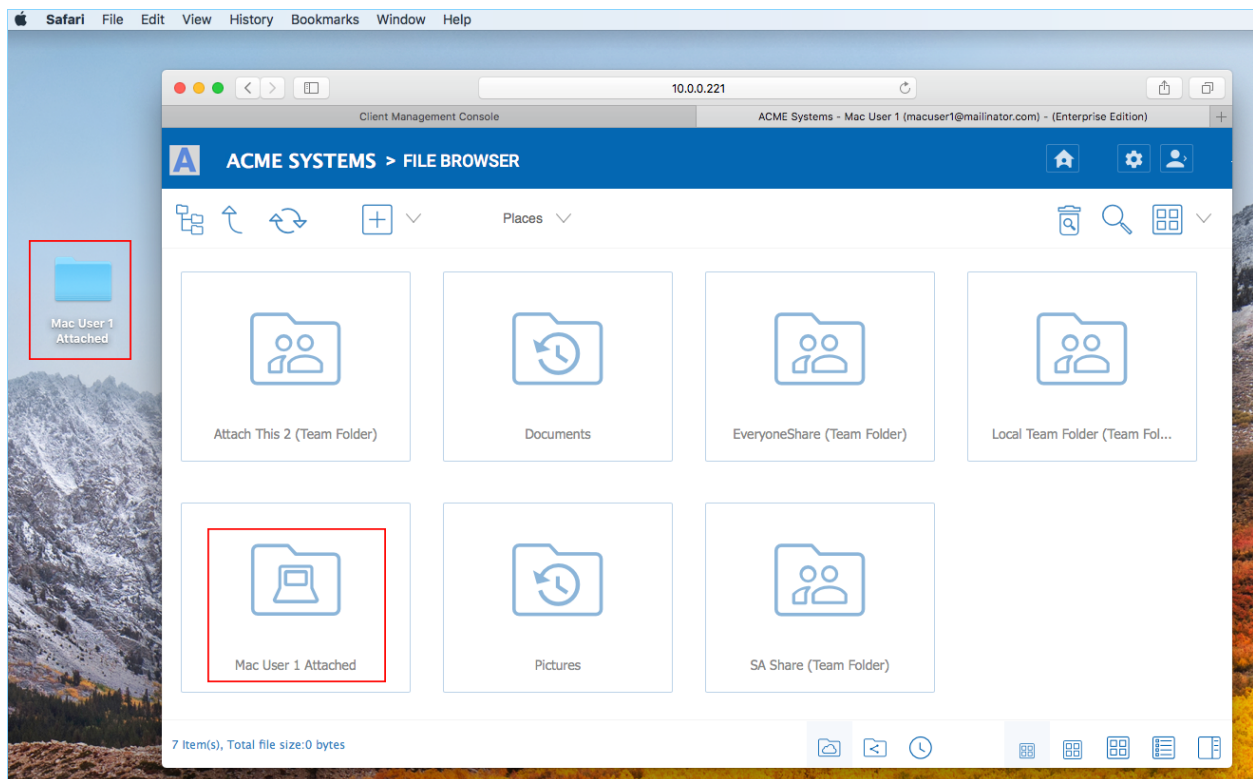 Safari File Edit View History Bookmarks Window Help
10.0.0.221
Client Management Console
ACME Systems - Mac User 1 (macuser1@mailinator.com) - (Enterprise Edition)
A ACME SYSTEMS > FILE BROWSER
Places
Mac User 1
Attached
Attach This 2 (Team Folder)
Documents
EveryoneShare (Team Folder)
Local Team Folder (Team Fol...
Mac User 1 Attached
Pictures
SA Share (Team Folder)
7 Item(s), Total file size:0 bytes